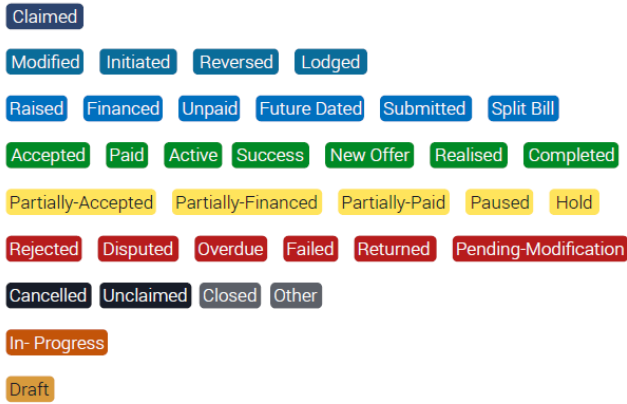 Claimed
Modified Initiated Reversed Lodged
Raised Financed Unpaid Future Dated Submitted Split Bill
Accepted Paid Active Success New Offer Realised Completed
Partially-Accepted Partially-Financed Partially-Paid Paused Hold
Rejected Disputed Overdue Failed Returned Pending-Modification
Cancelled Unclaimed Closed Other
In- Progress
Draft